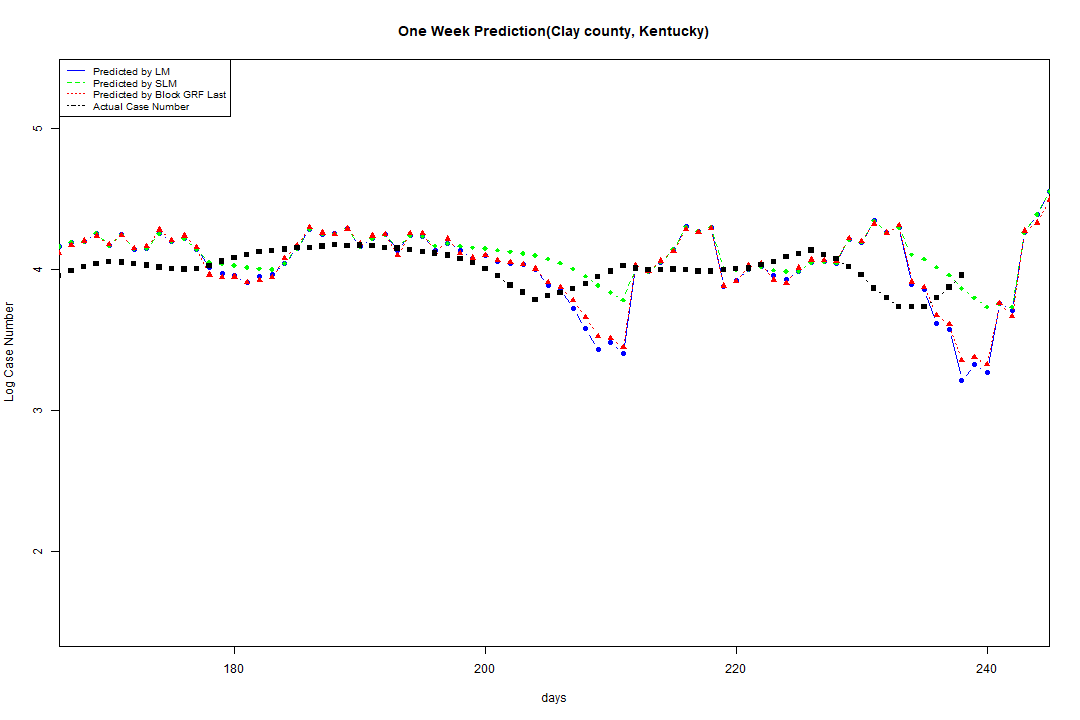 One Week Prediction(Clay county, Kentucky)
Predicted by LM
Predicted by SLM
Predicted by Block GRF Last
Actual Case Number
5
4
3
2
Log Case Number
180 200 220 240
days